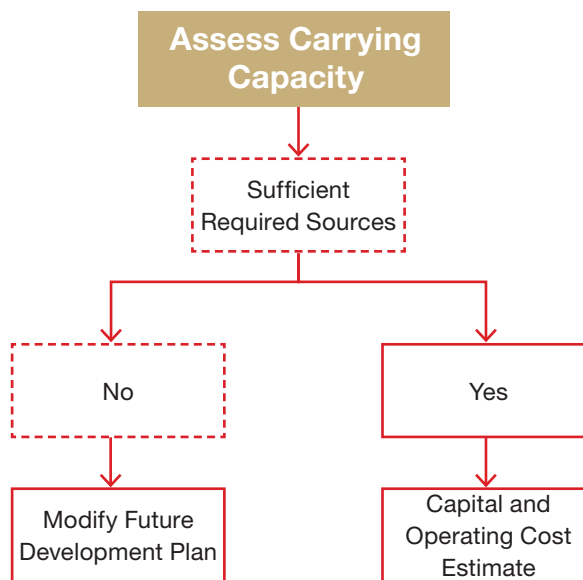 Assess Carrying
Capacity
Sufficient
Required Sources
No
Yes
Modify Future
Development Plan
Capital and
Operating Cost
Estimate